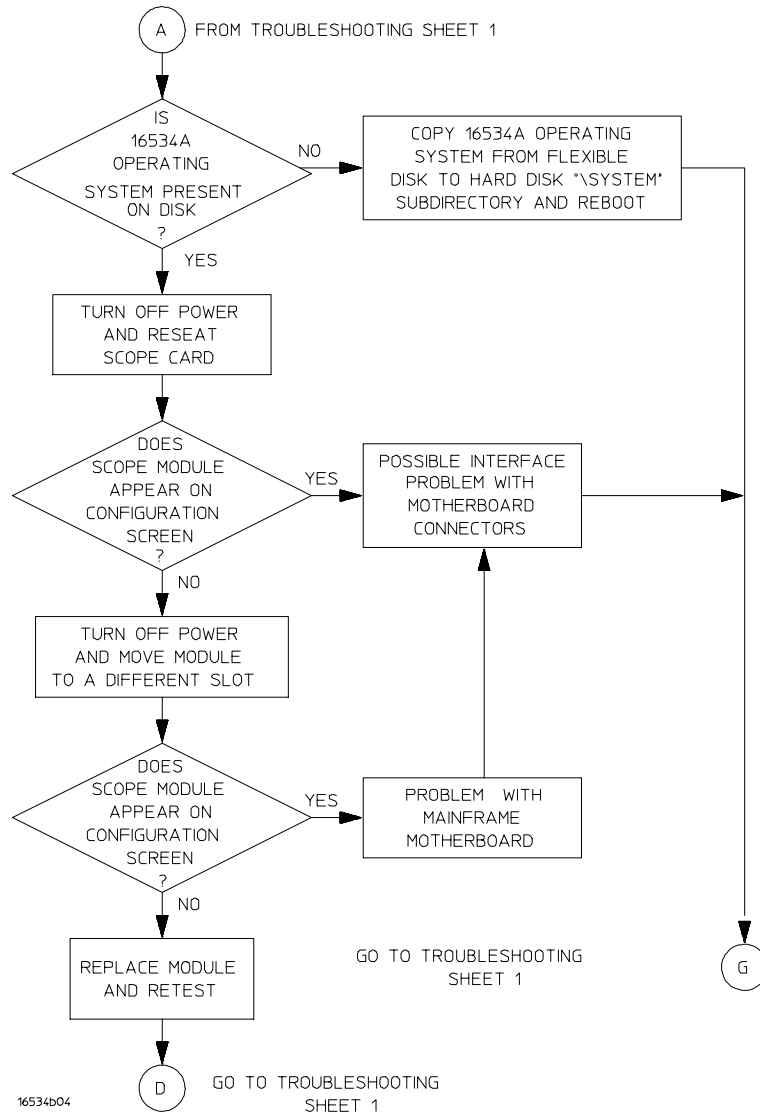 A
FROM TROUBLESHOOTING SHEET 1
IS
16534A
OPERATING
SYSTEM PRESENT
ON DISK
?
NO
COPY 16534A OPERATING
SYSTEM FROM FLEXIBLE
DISK TO HARD DISK "\SYSTEM"
SUBDIRECTORY AND REBOOT
YES
TURN OFF POWER
AND RESEAT
SCOPE CARD
DOES
SCOPE MODULE
APPEAR ON
CONFIGURATION
SCREEN
?
YES
POSSIBLE INTERFACE
PROBLEM WITH
MOTHERBOARD
CONNECTORS
NO
TURN OFF POWER
AND MOVE MODULE
TO A DIFFERENT SLOT
DOES
SCOPE MODULE
APPEAR ON
CONFIGURATION
SCREEN
?
YES
PROBLEM WITH
MAINFRAME
MOTHERBOARD
NO
REPLACE MODULE
AND RETEST
GO TO TROUBLESHOOTING
SHEET 1
G
D
GO TO TROUBLESHOOTING
SHEET 1
16534b04